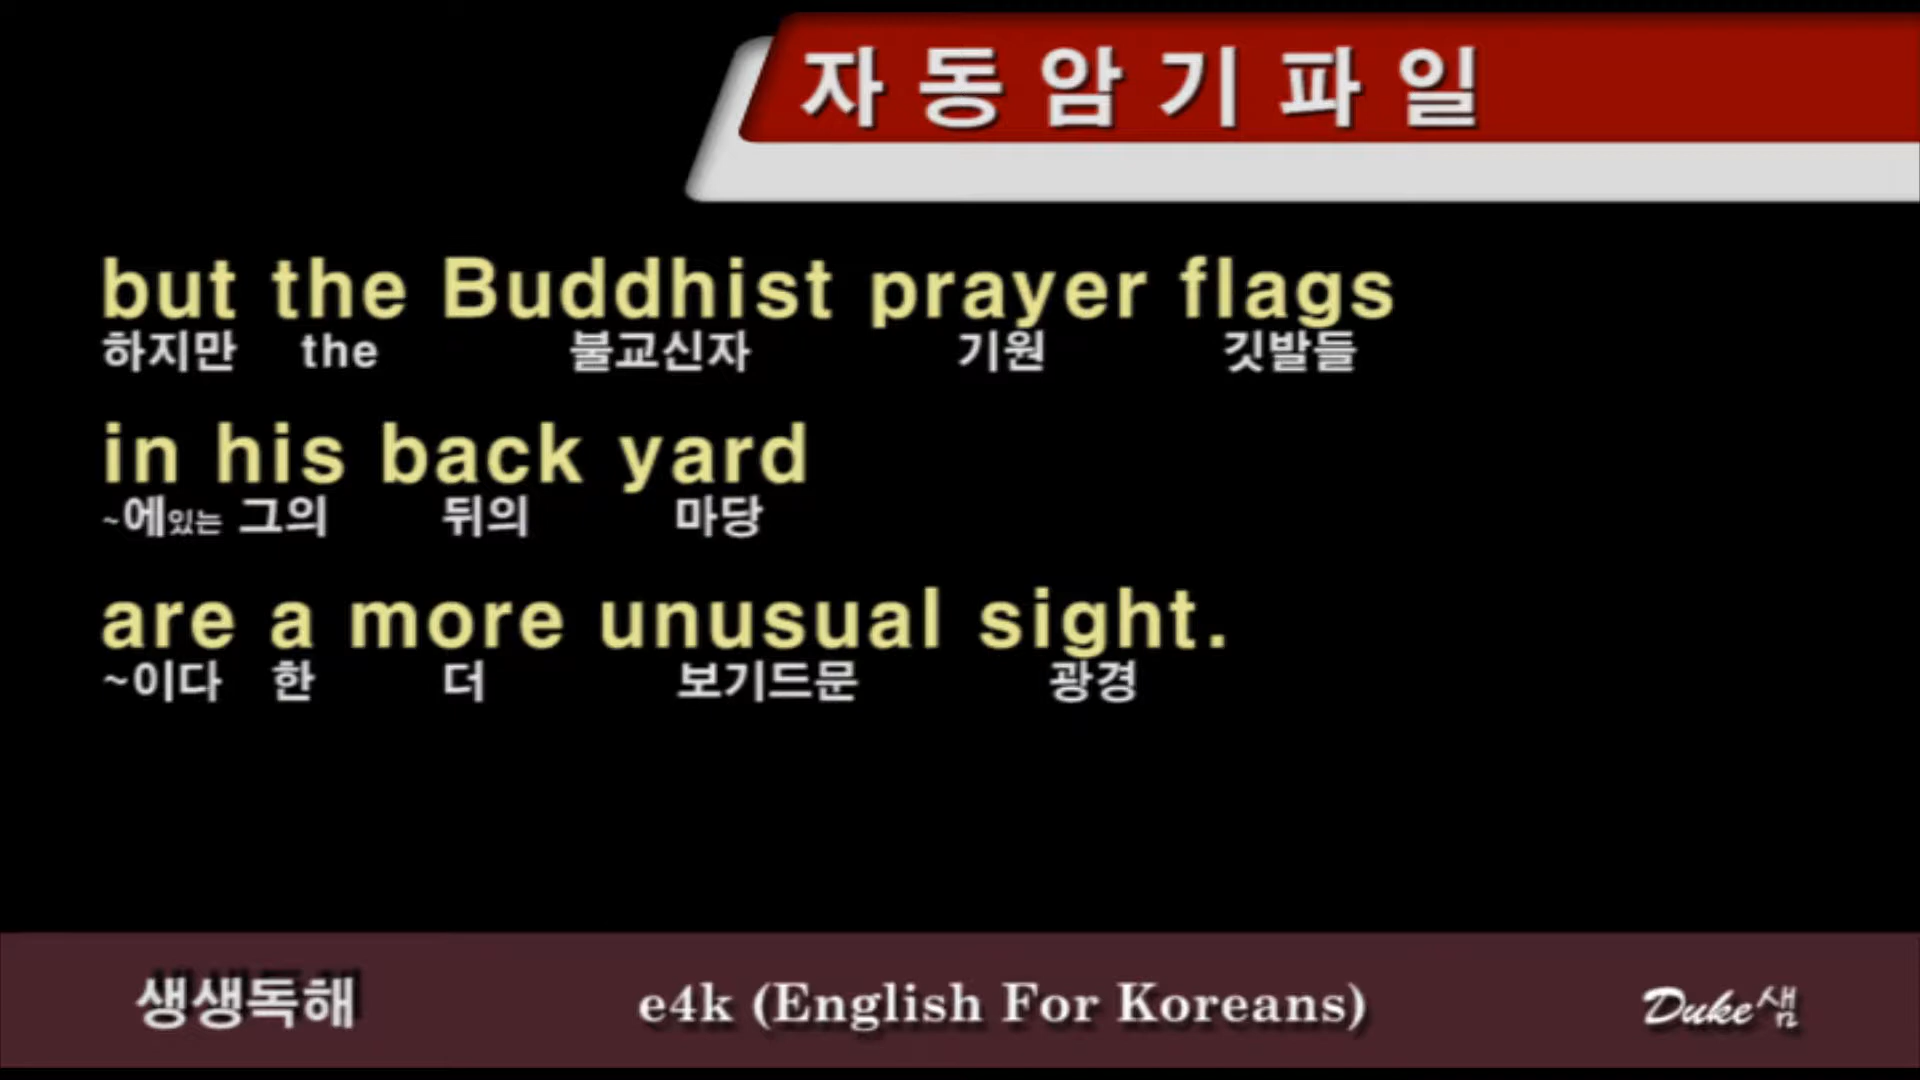 자동암기파일
but the Buddhist prayer flags
하지만 the 불교신자 기원 깃발들
in his back yard
~에있는 그의 뒤의 마당
are a more unusual sight.
~이다 한 더 보기드문 광경
생생독해 e4k (English For Koreans) Duke샘